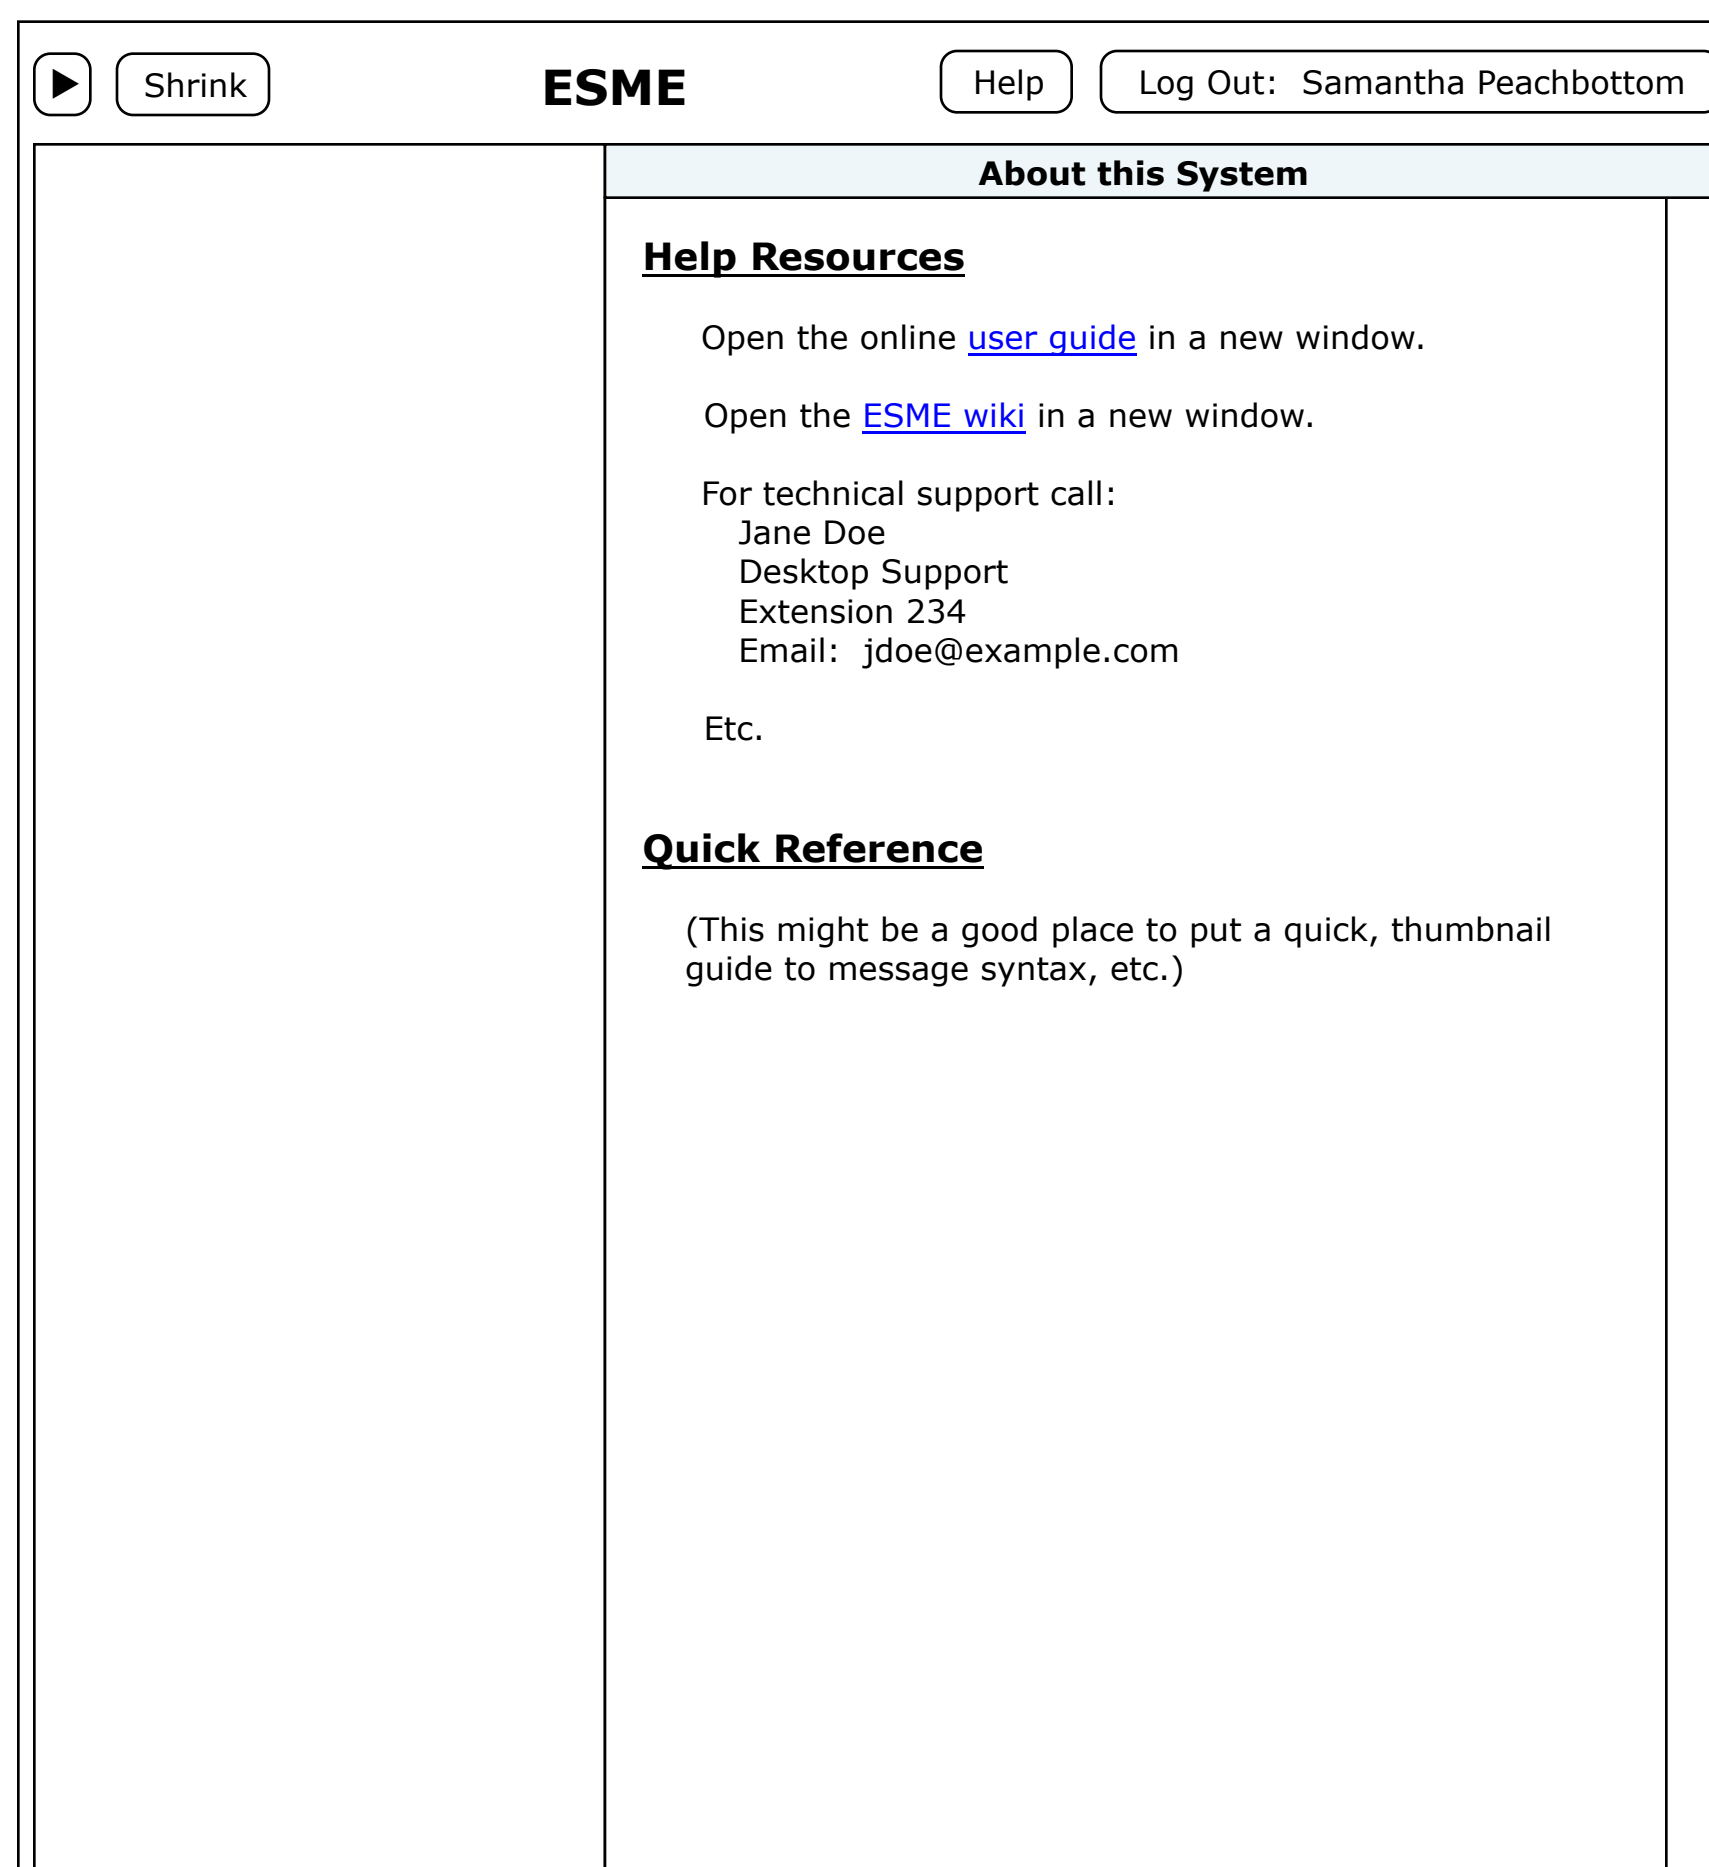 Shrink
ESME
Help
Log Out:  Samantha Peachbottom
About this System
Help Resources
Open the online user guide in a new window.
Open the ESME wiki in a new window.
For technical support call:
Jane Doe
Desktop Support
Extension 234
Email:  jdoe@example.com
Etc.
Quick Reference
(This might be a good place to put a quick, thumbnail
guide to message syntax, etc.)